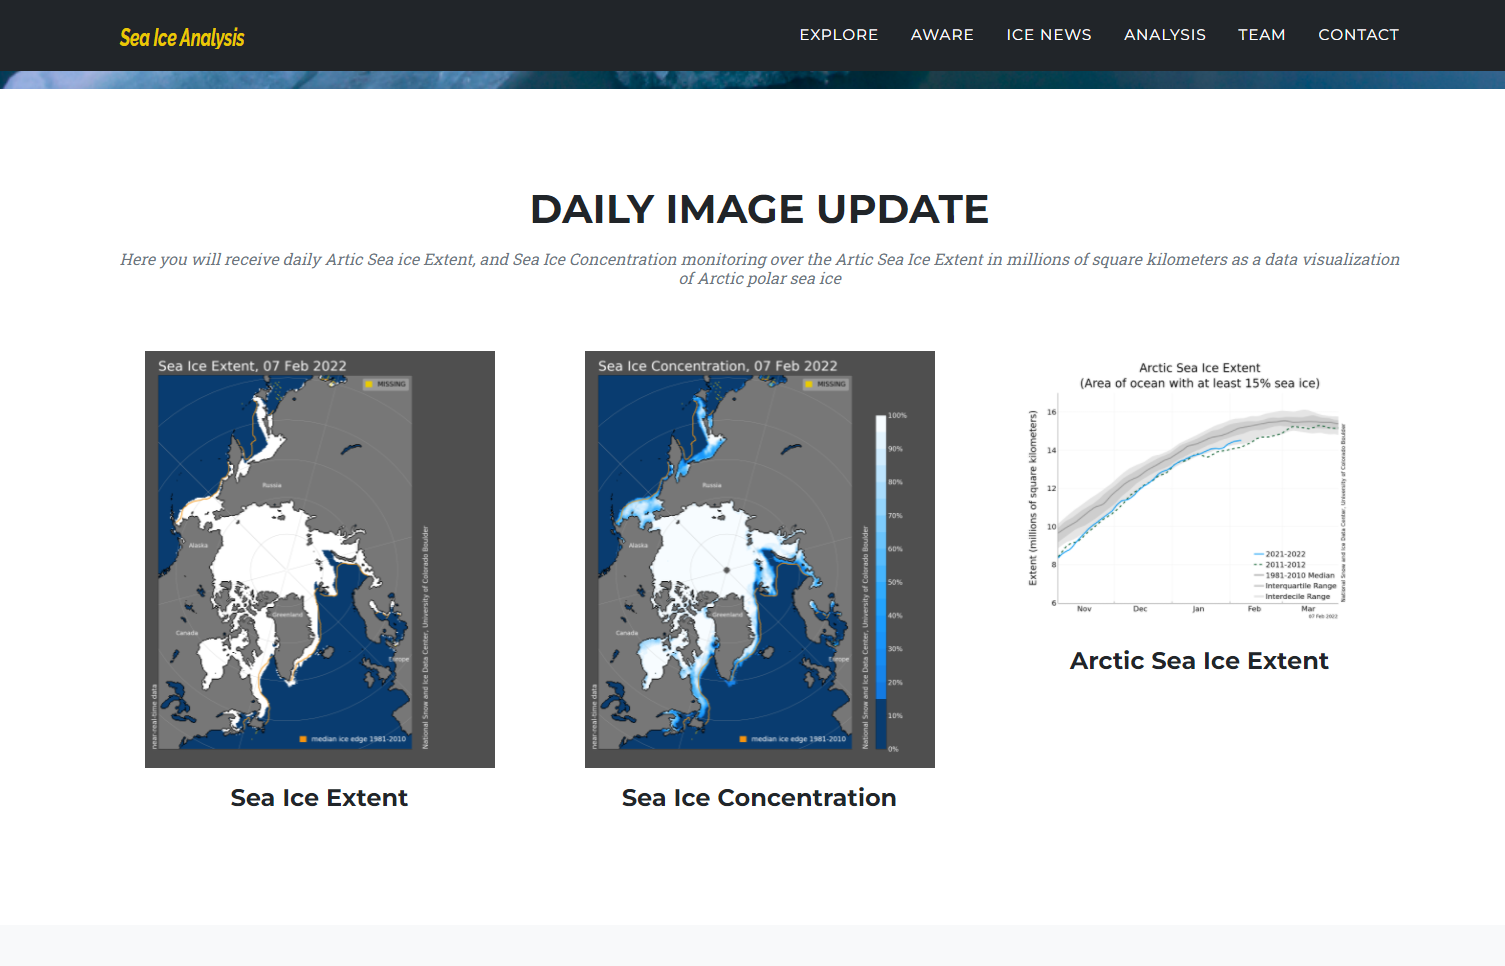 Sea Ice Analysis
EXPLORE AWARE ICE NEWS ANALYSIS TEAM CONTACT
DAILY IMAGE UPDATE
Here you will receive daily Artic Sea ice Extent, and Sea Ice Concentration monitoring over the Artic Sea Ice Extent in millions of square kilometers as a data visualization
of Arctic polar sea ice
Sea Ice Extent, 07 Feb 2022
MISSING
Russia
Alaska
Greenland
Canada
Europe
near-real-time data
median ice edge 1981-2010
National Snow and Ice Data Center, University of Colorado Boulder
Sea Ice Extent
Sea Ice Concentration, 07 Feb 2022
MISSING
100%
90%
80%
70%
60%
50%
40%
30%
20%
10%
0%
Russia
Alaska
Greenland
Canada
Europe
near-real-time data
median ice edge 1981-2010
National Snow and Ice Data Center, University of Colorado Boulder
Sea Ice Concentration
Arctic Sea Ice Extent
(Area of ocean with at least 15% sea ice)
Extent (millions of square kilometers)
16
14
12
10
8
6
2021-2022
2011-2012
1981-2010 Median
Interquartile Range
Interdecile Range
Nov Dec Jan Feb Mar
07 Feb 2022
National Snow and Ice Data Center, University of Colorado Boulder
Arctic Sea Ice Extent